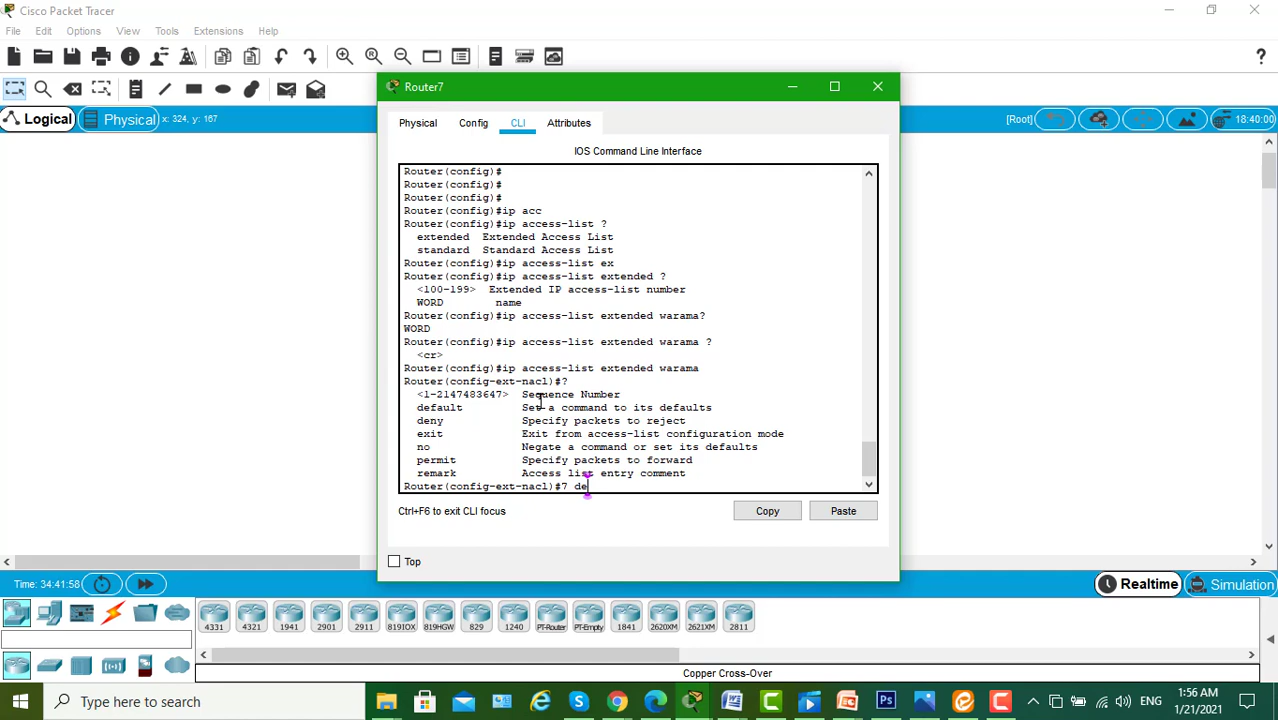 Cisco Packet Tracer
File Edit Options View Tools Extensions Help
?
Logical Physical x: 324, y: 167 [Root] 18:40:00
Router7
Physical Config CLI Attributes
IOS Command Line Interface
Router(config)#
Router(config)#
Router(config)#
Router(config)#ip acc
Router(config)#ip access-list ?
extended Extended Access List
standard Standard Access List
Router(config)#ip access-list ex
Router(config)#ip access-list extended ?
<100-199> Extended IP access-list number
WORD name
Router(config)#ip access-list extended warama?
WORD
Router(config)#ip access-list extended warama ?
<cr>
Router(config)#ip access-list extended warama
Router(config-ext-nacl)#?
<1-2147483647> Sequence Number
default Set a command to its defaults
deny Specify packets to reject
exit Exit from access-list configuration mode
no Negate a command or set its defaults
permit Specify packets to forward
remark Access list entry comment
Router(config-ext-nacl)#7 de
Ctrl+F6 to exit CLI focus Copy Paste
Top
Time: 34:41:58 Realtime Simulation
4331 4321 1941 2901 2911 819IOX 819HGW 829 1240 PT-Router PT-Empty 1841 2620XM 2621XM 2811
Copper Cross-Over
Type here to search
ENG
1:56 AM
1/21/2021